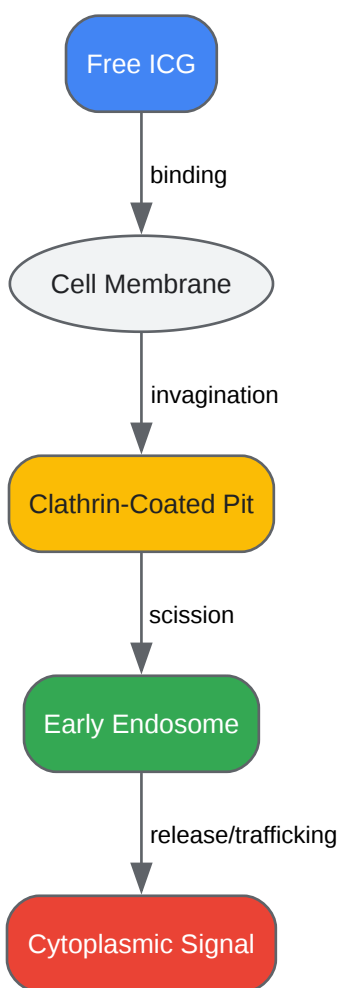 Free ICG
binding
Cell Membrane
invagination
Clathrin-Coated Pit
scission
Early Endosome
release/trafficking
Cytoplasmic Signal